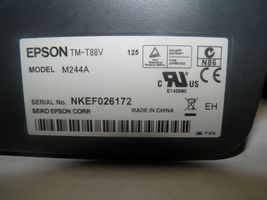 EPSON TM-T88V 125
MODEL M244A
N86
c UL US
E142580
SERIAL No. NKEF026172
SEIKO EPSON CORP. MADE IN CHINA
EH